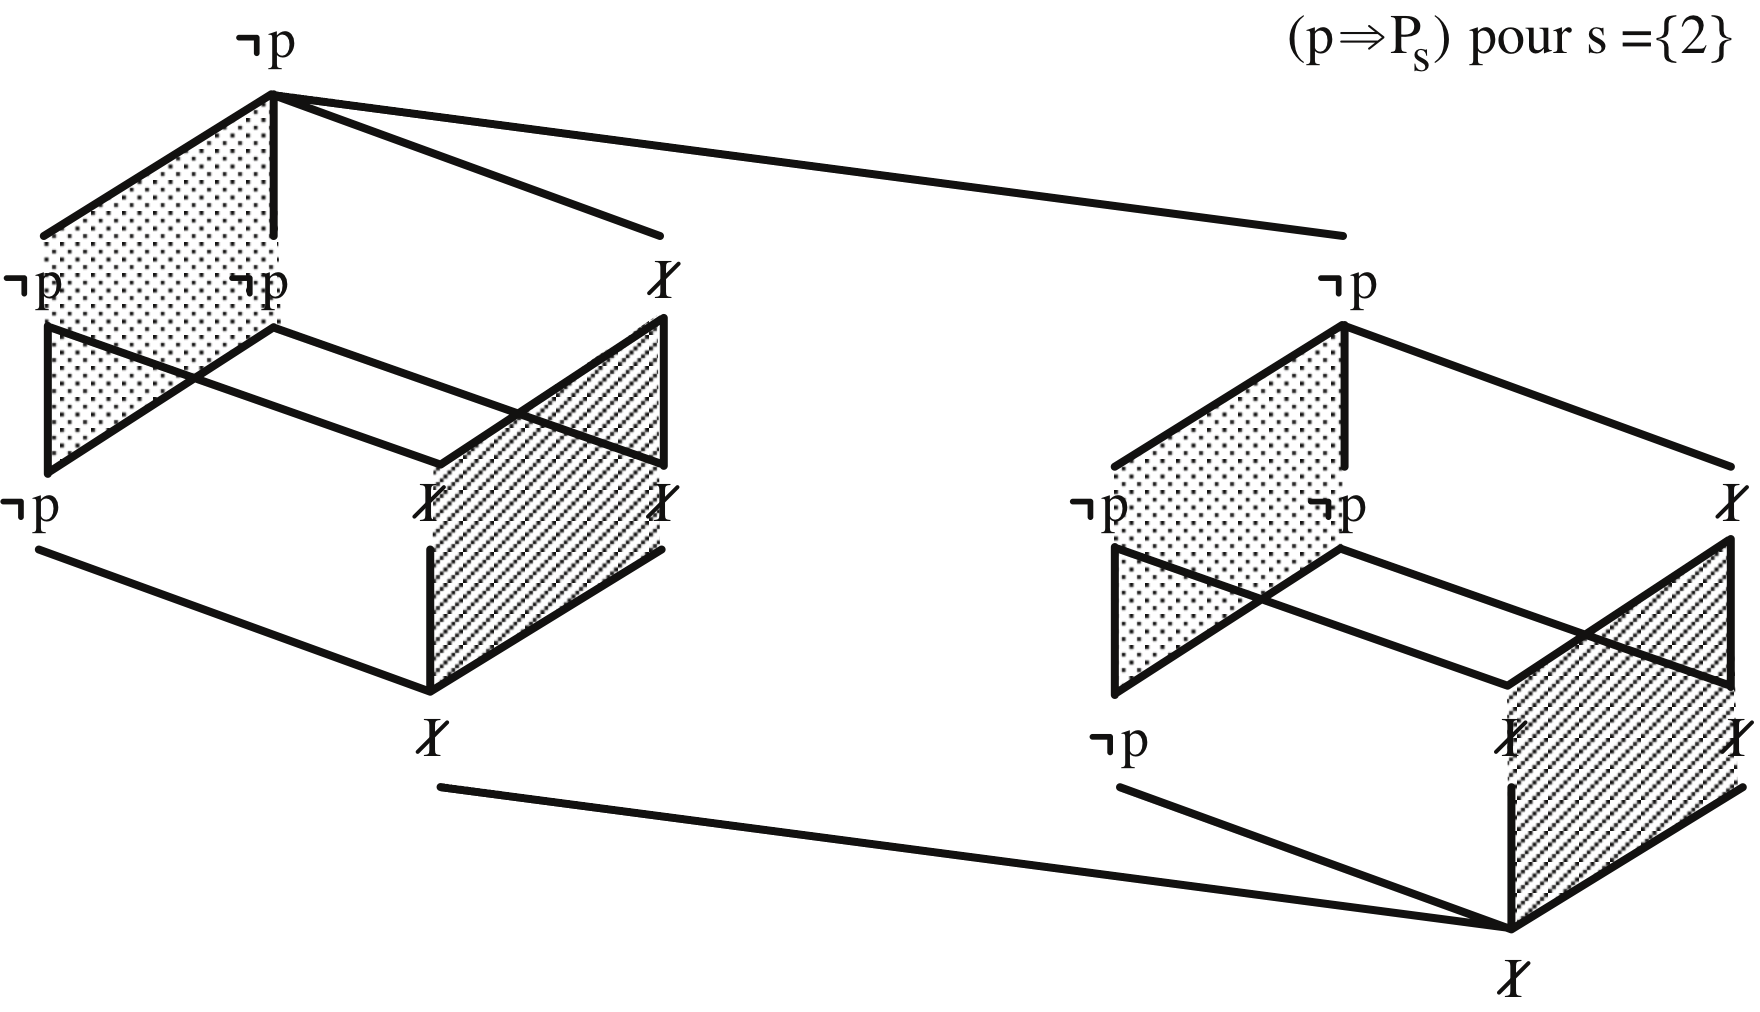 ¬p
(p⇒Pₛ) pour s ={2}
¬p ¬p I̸ ¬p
¬p I̸ I̸ ¬p ¬p I̸
I̸ ¬p I̸ I̸
I̸